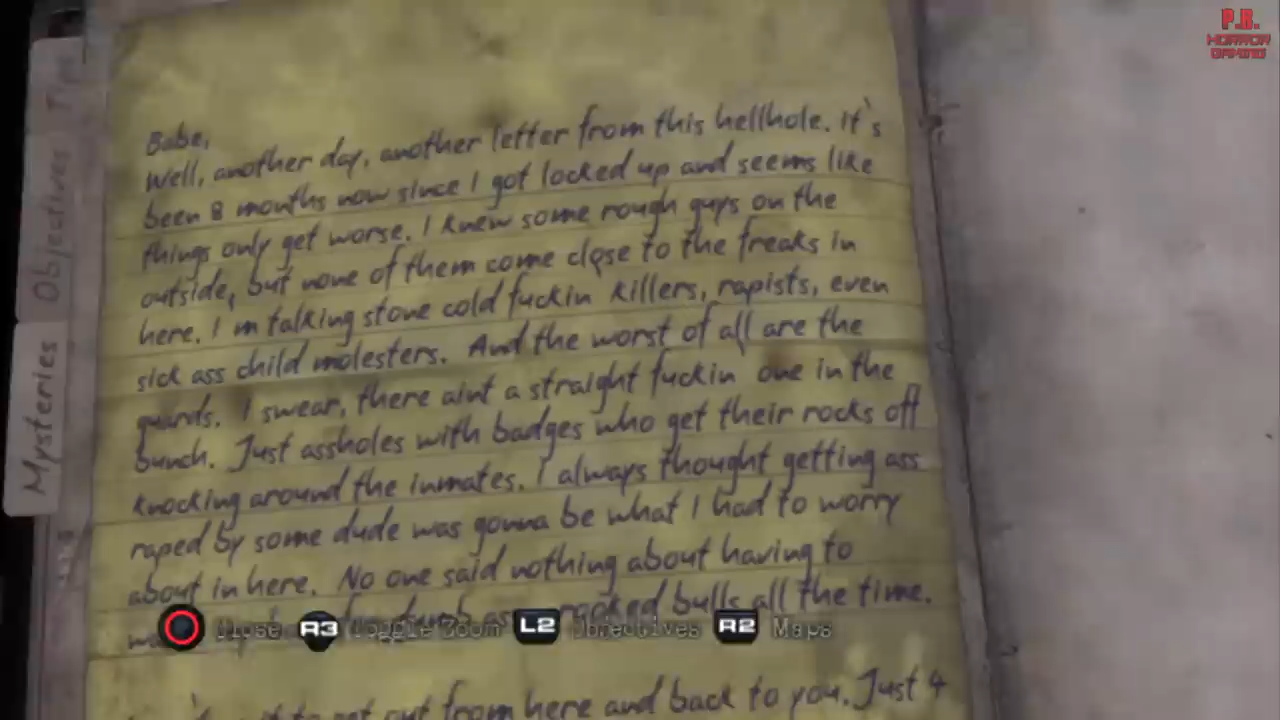 P.B.
HORROR
GAMING
Objectives
Mysteries
Babe,
Well, another day, another letter from this hellhole. It's
been 8 months now since I got locked up and seems like
things only get worse. I knew some rough guys on the
outside, but none of them come close to the freaks in
here. I'm talking stone cold fuckin killers, rapists, even
sick ass child molesters. And the worst of all are the
guards. I swear, there aint a straight fuckin one in the
bunch. Just assholes with badges who get their rocks off
knocking around the inmates. I always thought getting ass
raped by some dude was gonna be what I had to worry
about in here. No one said nothing about having to
dumb ass crooked bulls all the time.
Close R3 Toggle Zoom L2 Objectives R2 Maps
to get out from here and back to you. Just 4